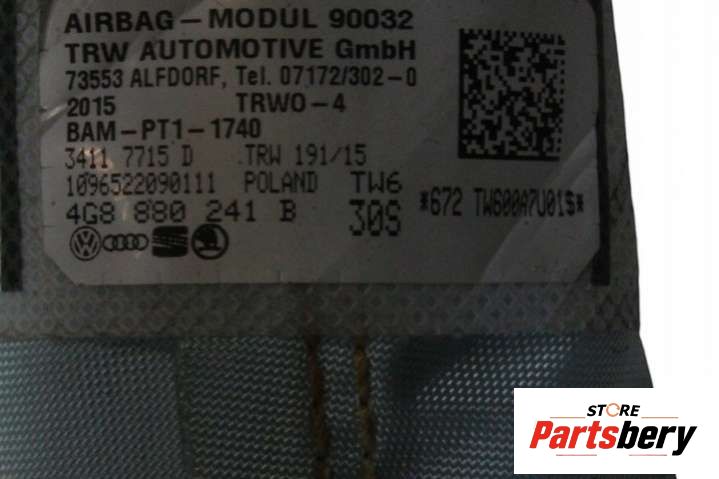 AIRBAG-MODUL 90032
TRW AUTOMOTIVE GmbH
73553 ALFDORF, Tel. 07172/302-0
2015 TRWO-4
BAM-PT1-1740
3411 7715 D TRW 191/15
1096522090111 POLAND TW6
4G8 880 241 B 30S
*672 TW600A7U01$*
STORE
Partsbery